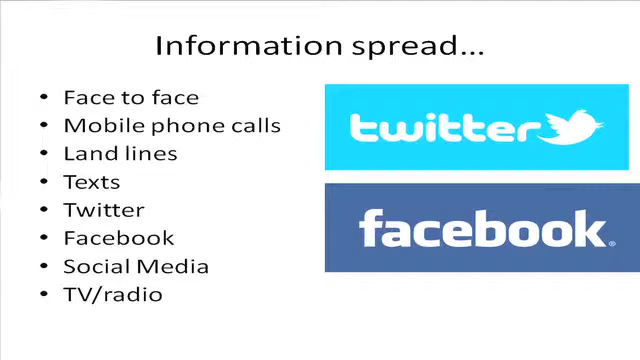 Information spread...
• Face to face
• Mobile phone calls
• Land lines
• Texts
• Twitter
• Facebook
• Social Media
• TV/radio
twitter
facebook®